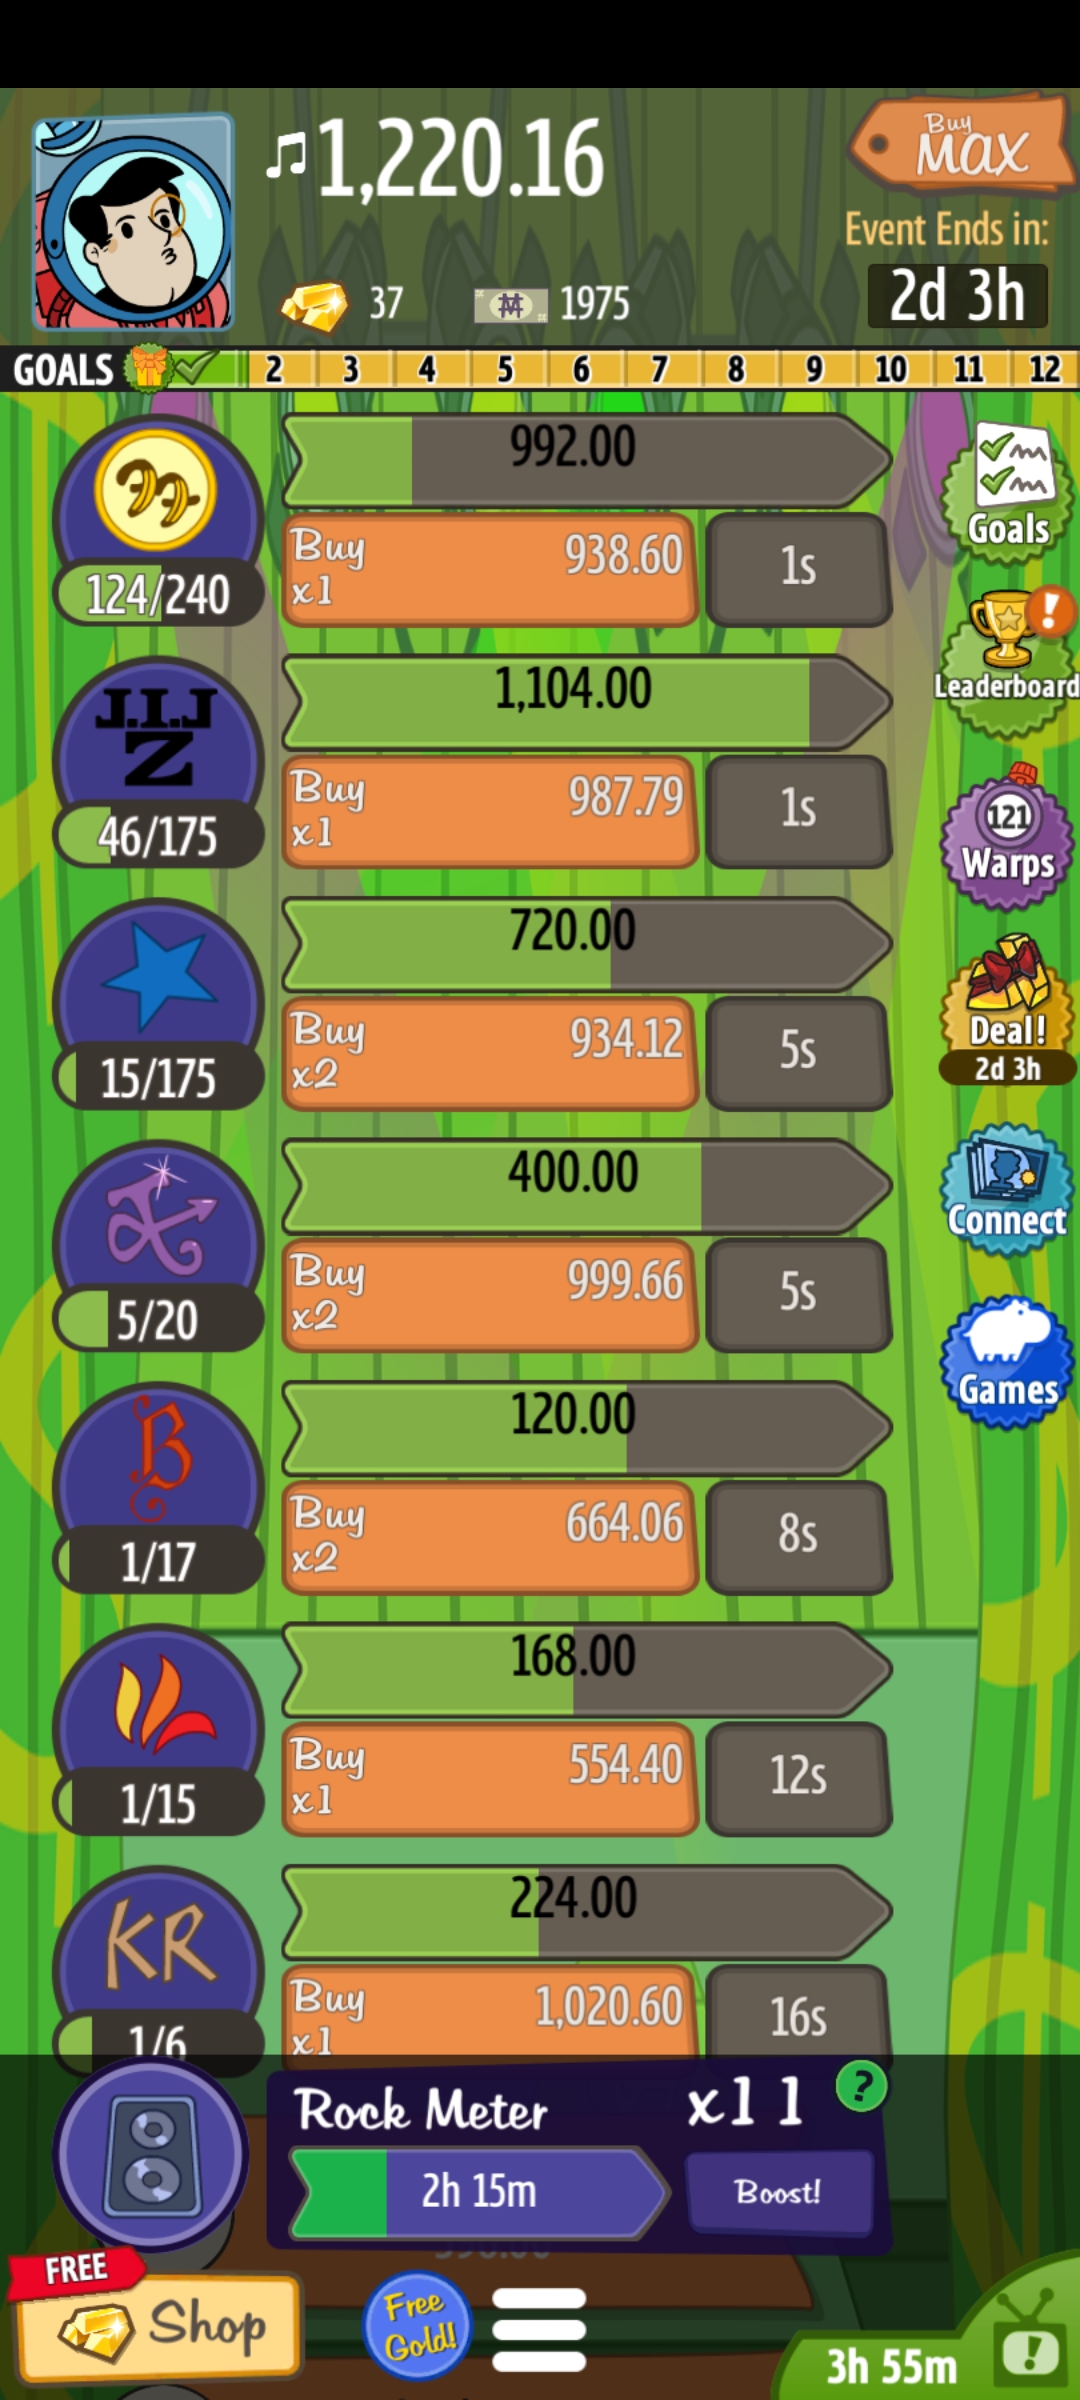 1,220.16
Buy
MAX
Event Ends in:
37
1975
2d 3h
GOALS 2 3 4 5 6 7 8 9 10 11 12
992.00
Buy
x1
938.60
1s
124/240
Goals
J.I.J
Z
1,104.00
Buy
x1
987.79
1s
46/175
Leaderboard
121
Warps
720.00
Buy
x2
934.12
5s
15/175
Deal!
2d 3h
400.00
Buy
x2
999.66
5s
5/20
Connect
Games
B
120.00
Buy
x2
664.06
8s
1/17
168.00
Buy
x1
554.40
12s
1/15
KR
224.00
Buy
x1
1,020.60
16s
1/6
Rock Meter
x11
?
2h 15m
Boost!
FREE
Shop
Free
Gold!
3h 55m